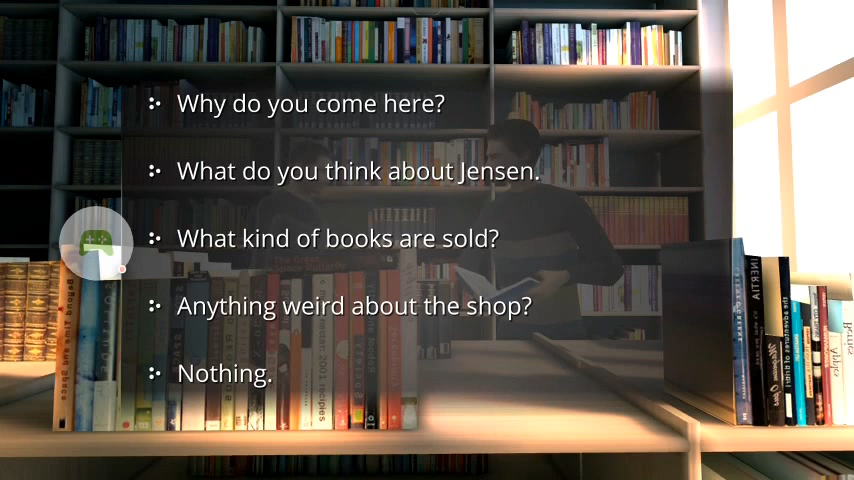 Why do you come here?
What do you think about Jensen.
What kind of books are sold?
Anything weird about the shop?
Nothing.